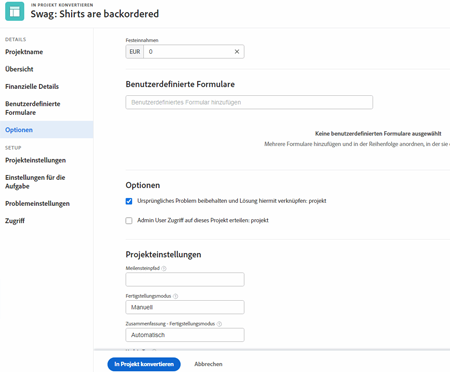 IN PROJEKT KONVERTIEREN
Swag: Shirts are backordered
DETAILS
Projektname
Übersicht
Finanzielle Details
Benutzerdefinierte
Formulare
Optionen
SETUP
Projekteinstellungen
Einstellungen für die
Aufgabe
Problemeinstellungen
Zugriff
Festeinnahmen
EUR 0
Benutzerdefinierte Formulare
Benutzerdefiniertes Formular hinzufügen
Keine benutzerdefinierten Formulare ausgewählt
Mehrere Formulare hinzufügen und in der Reihenfolge anordnen, in der sie
Optionen
Ursprüngliches Problem beibehalten und Lösung hiermit verknüpfen: projekt
Admin User Zugriff auf dieses Projekt erteilen: projekt
Projekteinstellungen
Meilensteinpfad
Fertigstellungsmodus
Manuell
Zusammenfassung - Fertigstellungsmodus
Automatisch
In Projekt konvertieren
Abbrechen